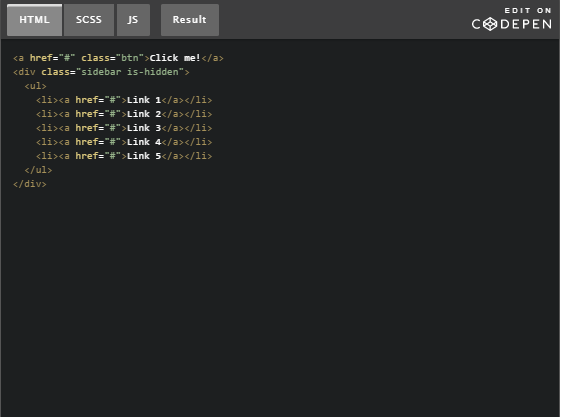 EDIT ON
HTML SCSS JS Result
CODEPEN
<a href="#" class="btn">Click me!</a>
<div class="sidebar is-hidden">
  <ul>
    <li><a href="#">Link 1</a></li>
    <li><a href="#">Link 2</a></li>
    <li><a href="#">Link 3</a></li>
    <li><a href="#">Link 4</a></li>
    <li><a href="#">Link 5</a></li>
  </ul>
</div>